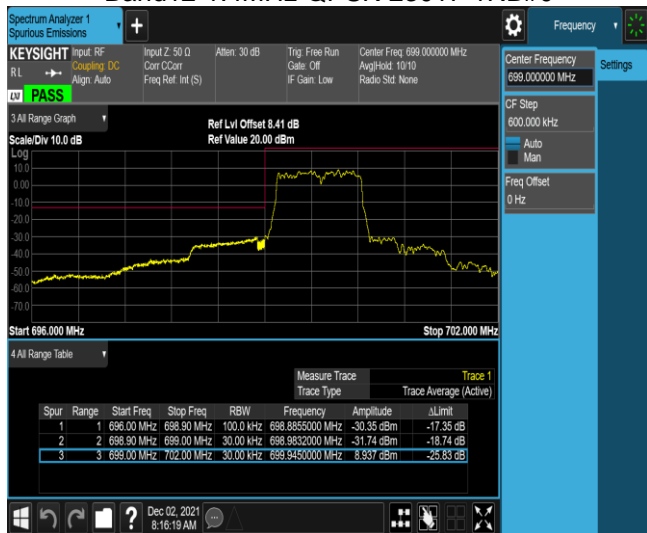 Spectrum Analyzer 1
Spurious Emissions
Frequency
KEYSIGHT
RL
Input: RF
Coupling: DC
Align: Auto
Input Z: 50 Ω
Corr CCorr
Freq Ref: Int (S)
Atten: 30 dB
Trig: Free Run
Gate: Off
IF Gain: Low
Center Freq: 699.000000 MHz
Avg|Hold: 10/10
Radio Std: None
LXI PASS
Center Frequency
699.000000 MHz
Settings
CF Step
600.000 kHz
Auto
Man
Freq Offset
0 Hz
3 All Range Graph
Scale/Div 10.0 dB
Ref Lvl Offset 8.41 dB
Ref Value 20.00 dBm
Log
10.0
0.00
-10.0
-20.0
-30.0
-40.0
-50.0
-60.0
-70.0
Start 696.000 MHz
Stop 702.000 MHz
4 All Range Table
Measure Trace Trace 1
Trace Type Trace Average (Active)
Spur Range Start Freq Stop Freq RBW Frequency Amplitude ΔLimit
1 1 696.00 MHz 698.90 MHz 100.0 kHz 698.8855000 MHz -30.35 dBm -17.35 dB
2 2 698.90 MHz 699.00 MHz 30.00 kHz 698.9832000 MHz -31.74 dBm -18.74 dB
3 3 699.00 MHz 702.00 MHz 30.00 kHz 699.9450000 MHz 8.937 dBm -25.83 dB
?
Dec 02, 2021
8:16:19 AM